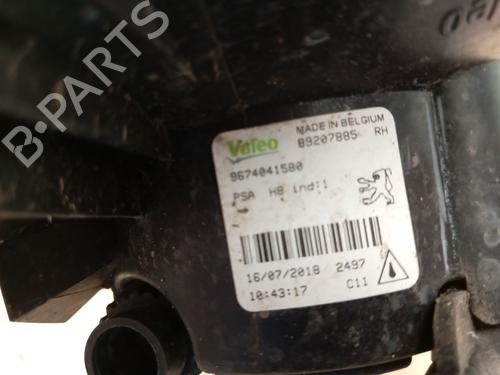 Valeo MADE IN BELGIUM
89207885 RH
9674041580
PSA H8 ind:1
16/07/2018 2497
10:43:17 C11
B-PARTS